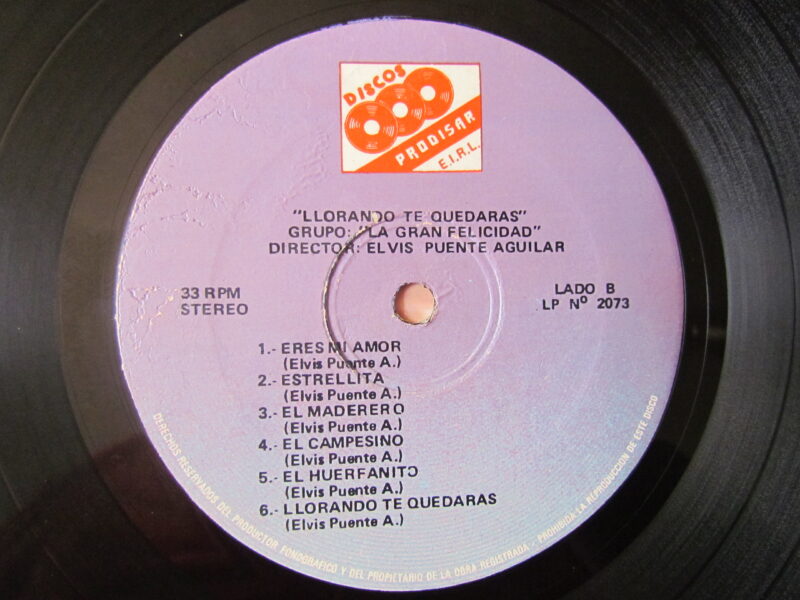 DISCOS
PRODISAR
E.I.R.L.
"LLORANDO TE QUEDARAS"
GRUPO: "LA GRAN FELICIDAD"
DIRECTOR: ELVIS PUENTE AGUILAR
33 RPM
STEREO
LADO B
LP Nº 2073
1.- ERES MI AMOR
(Elvis Puente A.)
2.- ESTRELLITA
(Elvis Puente A.)
3.- EL MADERERO
(Elvis Puente A.)
4.- EL CAMPESINO
(Elvis Puente A.)
5.- EL HUERFANITO
(Elvis Puente A.)
6.- LLORANDO TE QUEDARAS
(Elvis Puente A.)
DERECHOS RESERVADOS DEL PRODUCTOR FONOGRAFICO Y DEL PROPIETARIO DE LA OBRA REGISTRADA - PROHIBIDA LA REPRODUCCION DE ESTE DISCO